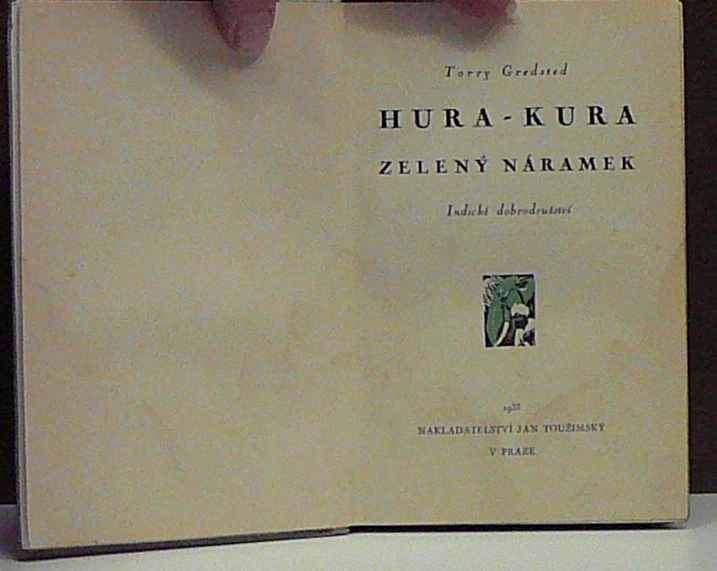 Torry Gredsted
HURA-KURA
ZELENÝ NÁRAMEK
Indické dobrodružství
NAKLADATELSTVÍ JAN TOUŽIMSKÝ
V PRAZE